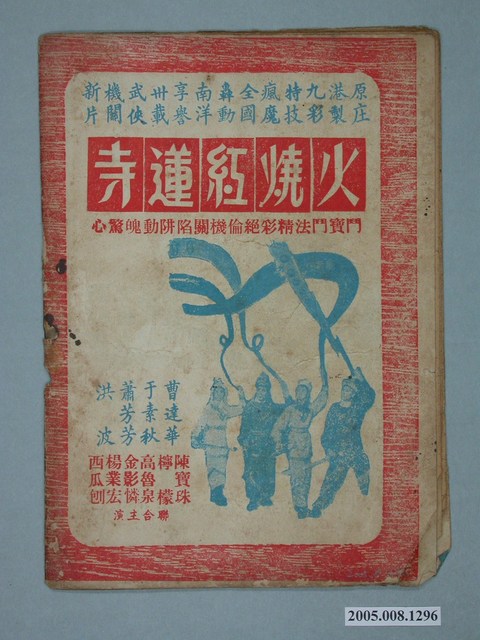 原庄
港製
九彩
特技
瘋魔
全國
轟動
南洋
享譽
卅載
武俠
機關
新片
火燒紅蓮寺
鬥寶鬥法精彩絕倫機關陷阱動魄驚心
曹達華
于素秋
蕭芳芳
洪波
陳寶珠
檸檬
高魯泉
金影憐
楊業宏
西瓜刨
聯合主演
2005.008.1296